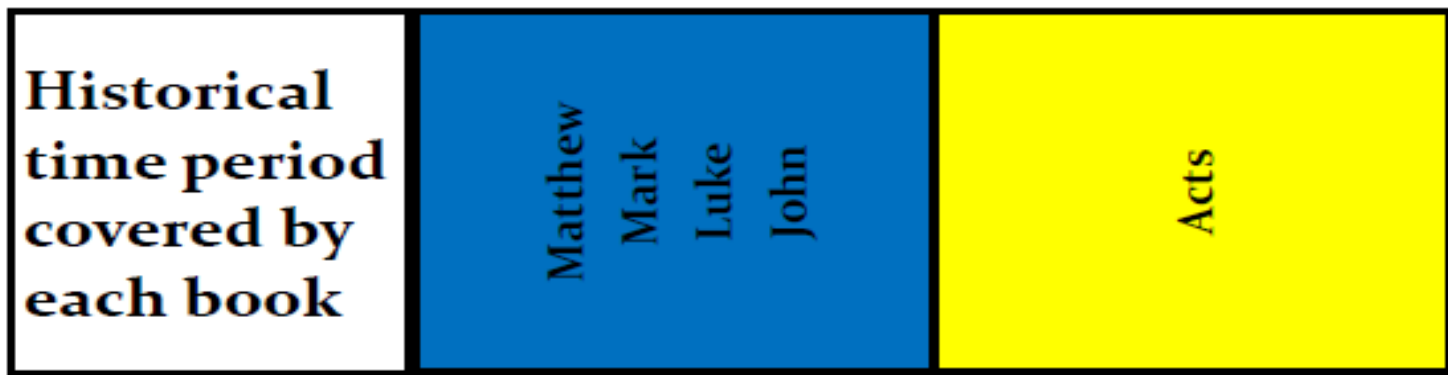 Historical
time period
covered by
each book
Matthew
Mark
Luke
John
Acts